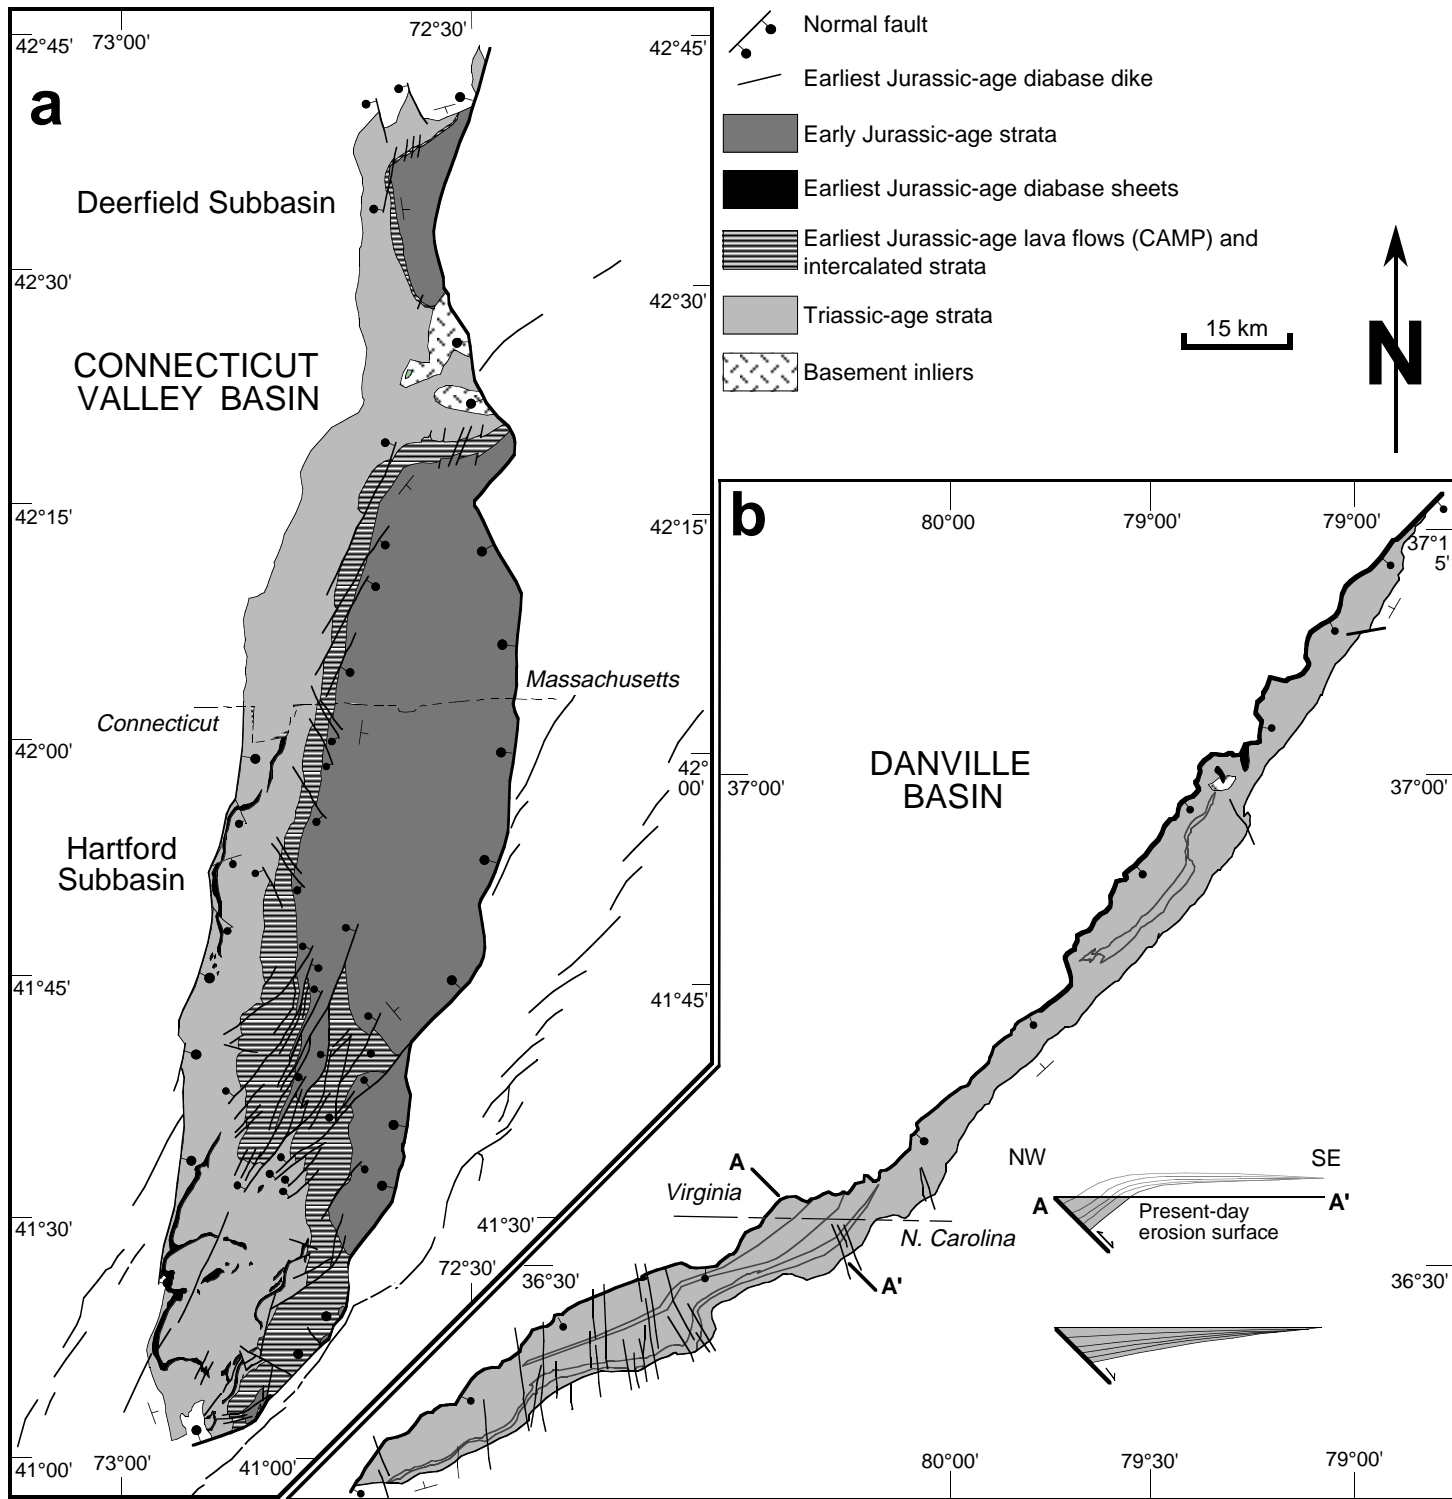 a
42°45'
73°00'
72°30'
42°45'
Deerfield Subbasin
42°30'
42°30'
CONNECTICUT
VALLEY BASIN
42°15'
42°15'
Massachusetts
Connecticut
42°00'
42°
00'
Hartford
Subbasin
41°45'
41°45'
41°30'
72°30'
41°00'
73°00'
41°00'
Normal fault
Earliest Jurassic-age diabase dike
Early Jurassic-age strata
Earliest Jurassic-age diabase sheets
Earliest Jurassic-age lava flows (CAMP) and
intercalated strata
Triassic-age strata
Basement inliers
15 km
N
b
80°00
79°00'
79°00'
37°1
5'
DANVILLE
BASIN
37°00'
37°00'
A
Virginia
N. Carolina
A'
NW
SE
A
A'
Present-day
erosion surface
41°30'
36°30'
36°30'
80°00'
79°30'
79°00'